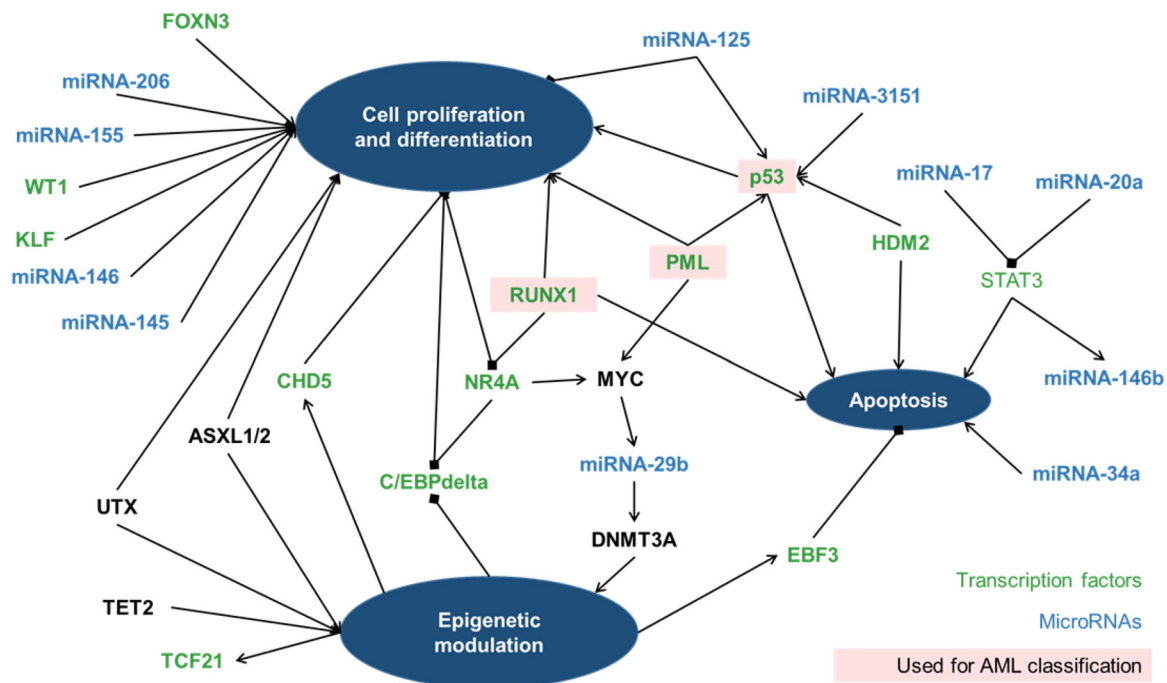 FOXN3
miRNA-125
miRNA-206
miRNA-3151
Cell proliferation
and differentiation
miRNA-155
p53
miRNA-17
miRNA-20a
WT1
KLF
HDM2
PML
miRNA-146
STAT3
RUNX1
miRNA-145
CHD5
NR4A
MYC
miRNA-146b
Apoptosis
ASXL1/2
miRNA-29b
miRNA-34a
C/EBPdelta
UTX
DNMT3A
EBF3
Transcription factors
TET2
Epigenetic
modulation
MicroRNAs
TCF21
Used for AML classification